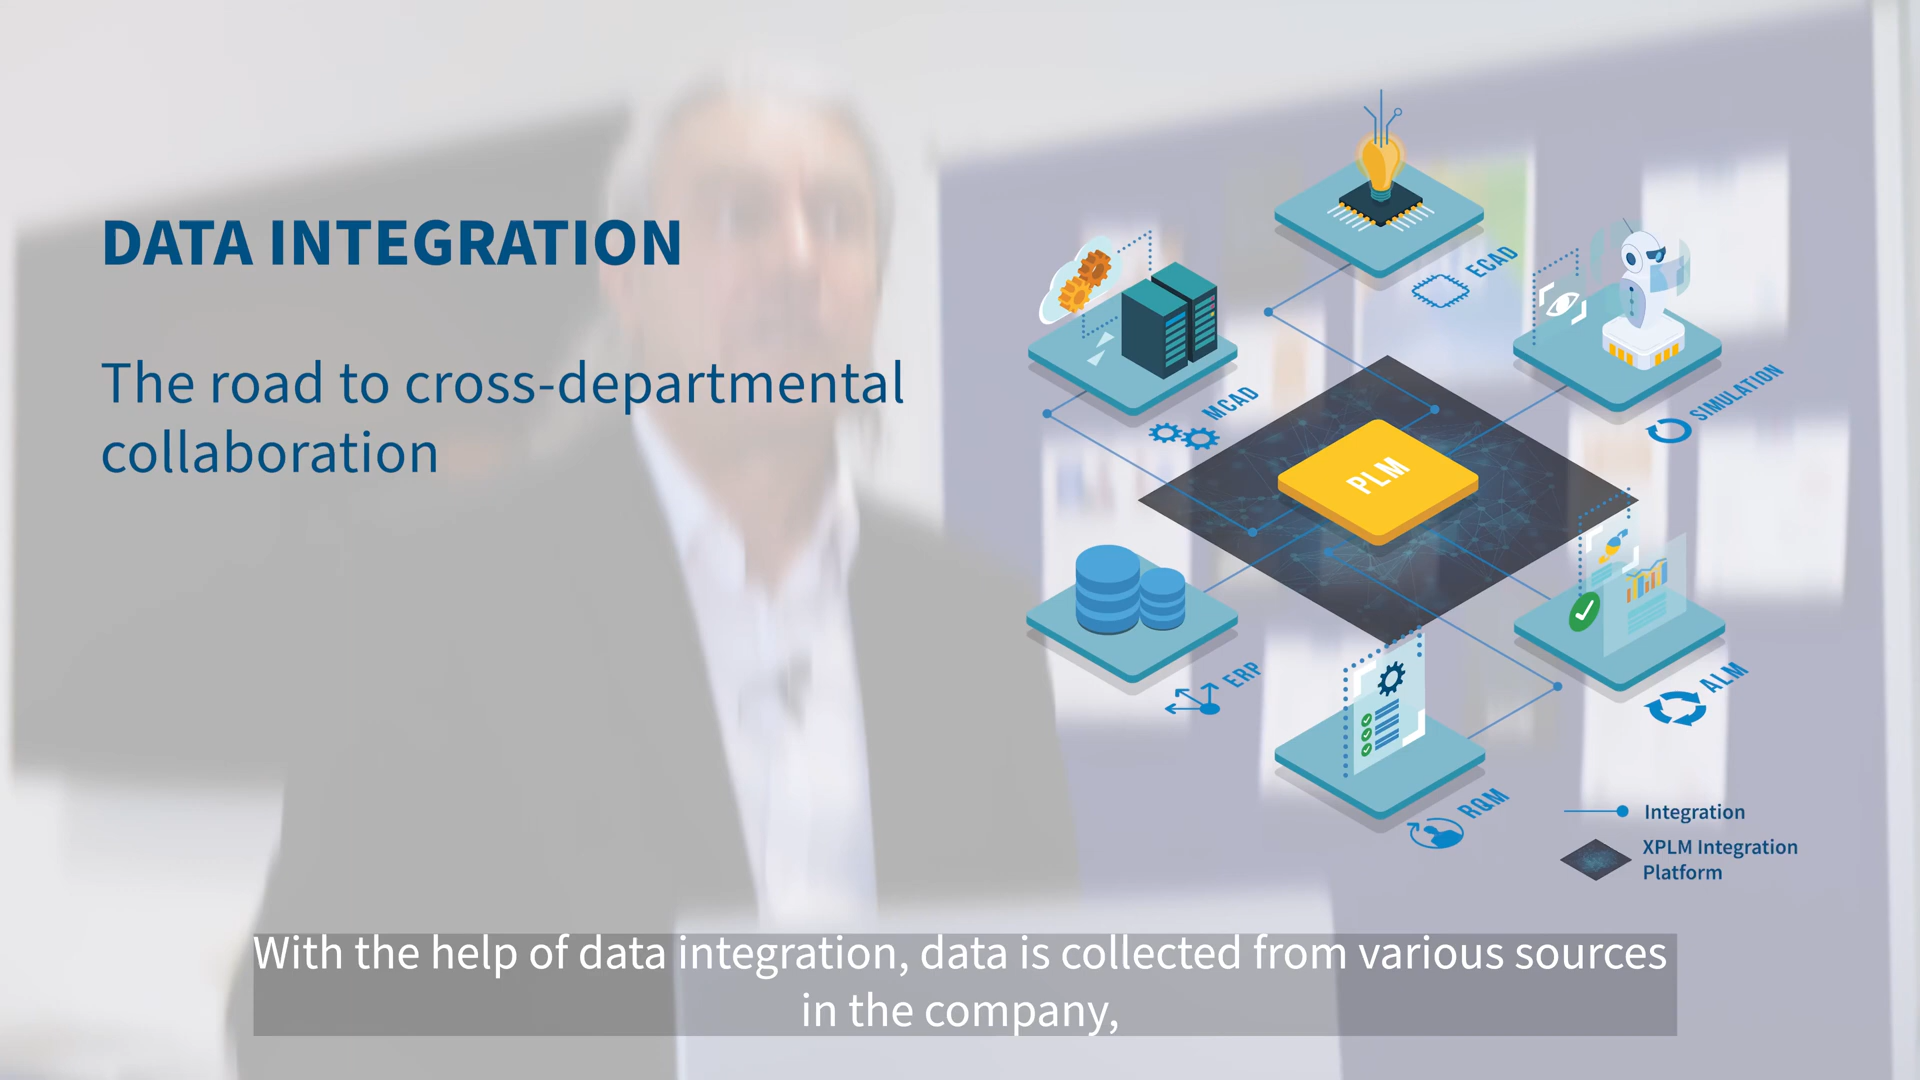 DATA INTEGRATION
The road to cross-departmental
collaboration
ECAD
MCAD
SIMULATION
PLM
ERP
ALM
RQM
Integration
XPLM Integration
Platform
With the help of data integration, data is collected from various sources
in the company,